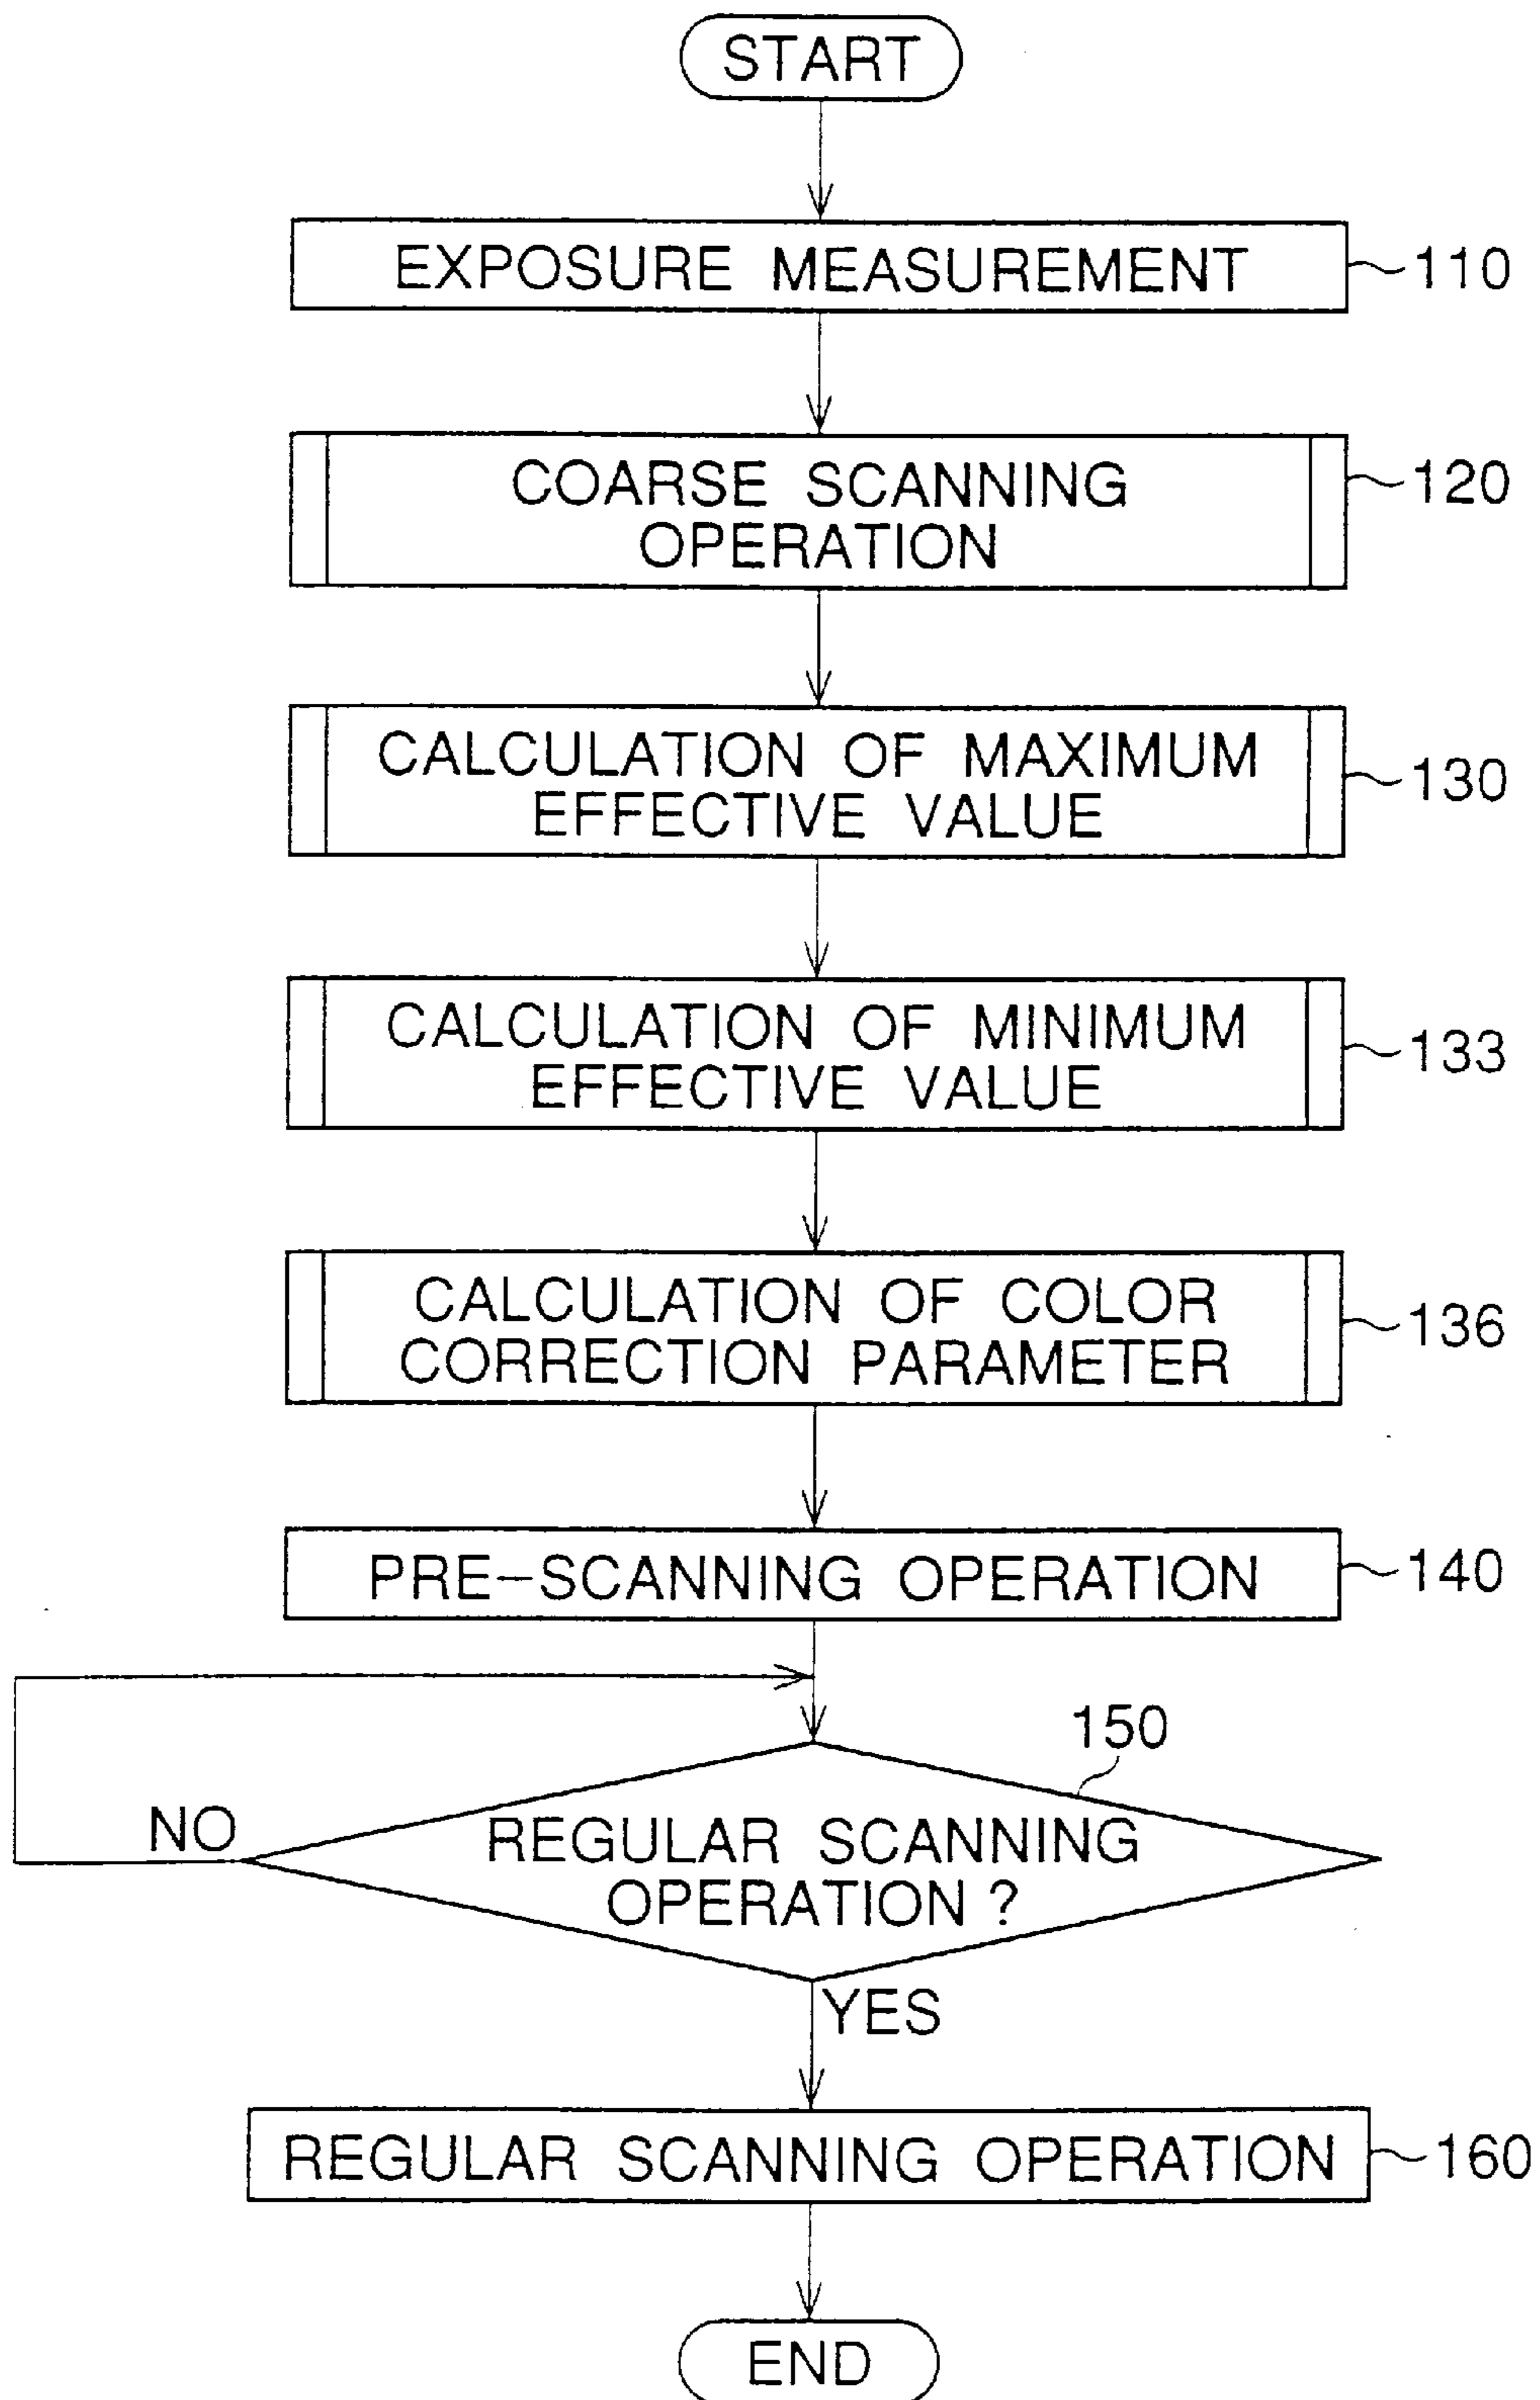 START
EXPOSURE MEASUREMENT
110
COARSE SCANNING
OPERATION
120
CALCULATION OF MAXIMUM
EFFECTIVE VALUE
130
CALCULATION OF MINIMUM
EFFECTIVE VALUE
133
CALCULATION OF COLOR
CORRECTION PARAMETER
136
PRE-SCANNING OPERATION
140
150
NO
REGULAR SCANNING
OPERATION ?
YES
REGULAR SCANNING OPERATION
160
END